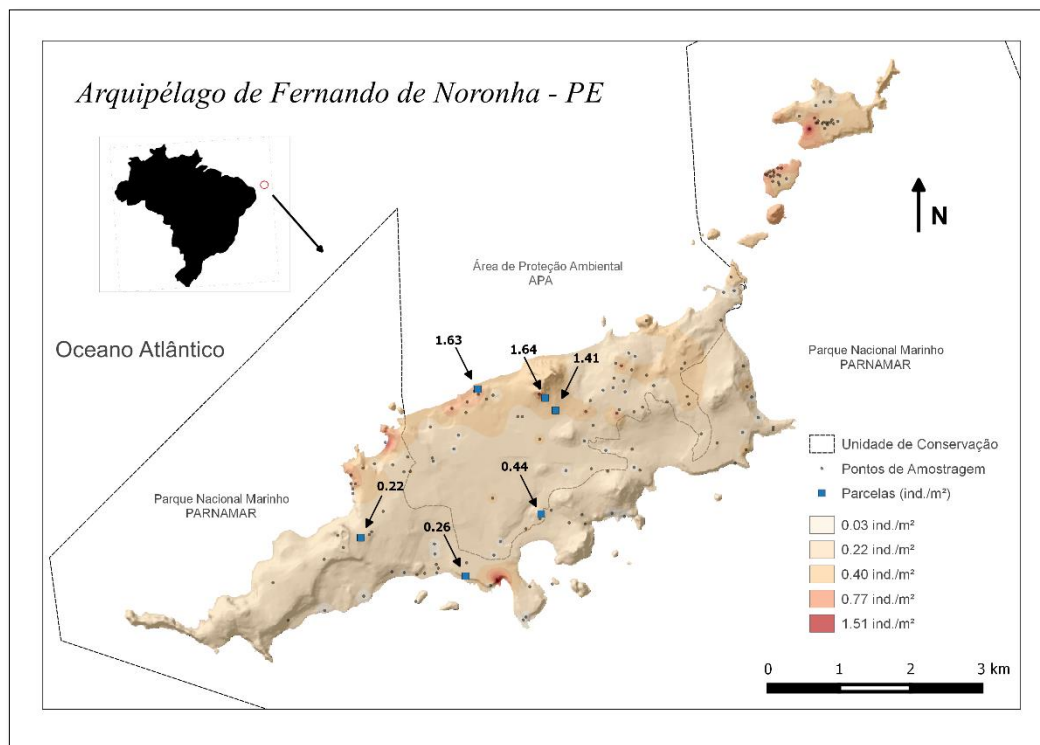 Arquipélago de Fernando de Noronha - PE
N
Área de Proteção Ambiental
APA
Oceano Atlântico
1.63
1.64
1.41
Parque Nacional Marinho
PARNAMAR
0.44
0.22
Parque Nacional Marinho
PARNAMAR
0.26
Unidade de Conservação
Pontos de Amostragem
Parcelas (ind./m²)
0.03 ind./m²
0.22 ind./m²
0.40 ind./m²
0.77 ind./m²
1.51 ind./m²
0 1 2 3 km